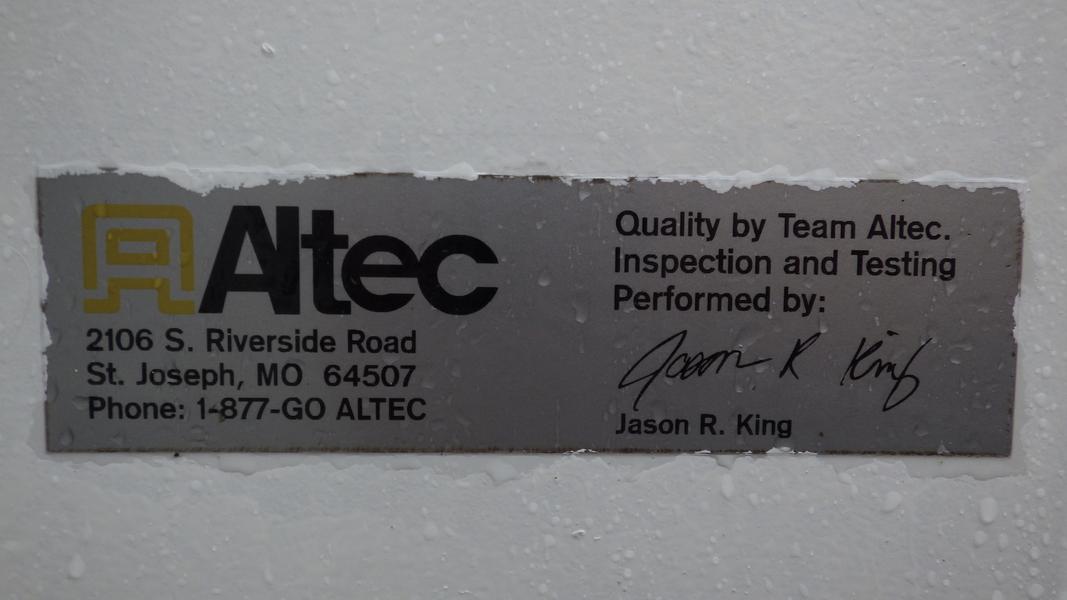 Altec
2106 S. Riverside Road
St. Joseph, MO 64507
Phone: 1-877-GO ALTEC
Quality by Team Altec.
Inspection and Testing
Performed by:
Jason R King
Jason R. King